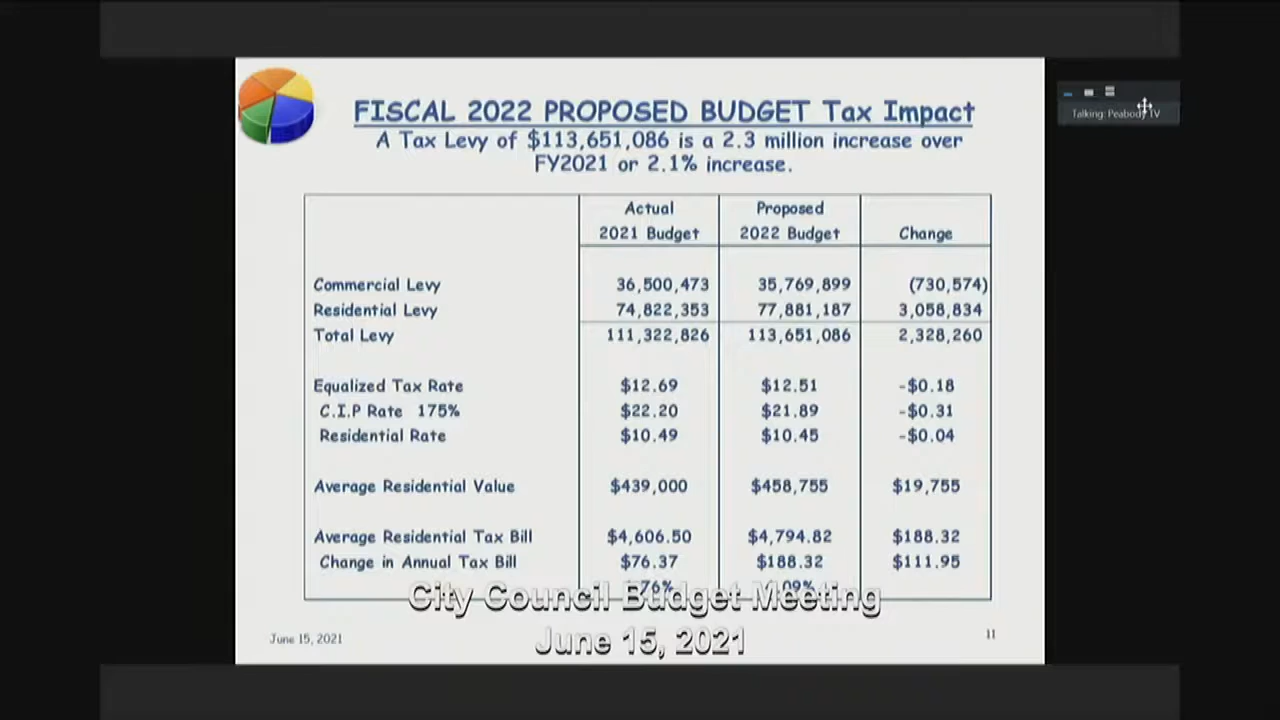 FISCAL 2022 PROPOSED BUDGET Tax Impact
A Tax Levy of $113,651,086 is a 2.3 million increase over
FY2021 or 2.1% increase.
Talking: Peabody TV
Actual Proposed
2021 Budget 2022 Budget Change
Commercial Levy 36,500,473 35,769,899 (730,574)
Residential Levy 74,822,353 77,881,187 3,058,834
Total Levy 111,322,826 113,651,086 2,328,260
Equalized Tax Rate $12.69 $12.51 -$0.18
C.I.P Rate 175% $22.20 $21.89 -$0.31
Residential Rate $10.49 $10.45 -$0.04
Average Residential Value $439,000 $458,755 $19,755
Average Residential Tax Bill $4,606.50 $4,794.82 $188.32
Change in Annual Tax Bill $76.37 $188.32 $111.95
City Council Budget Meeting
June 15, 2021
June 15, 2021 11